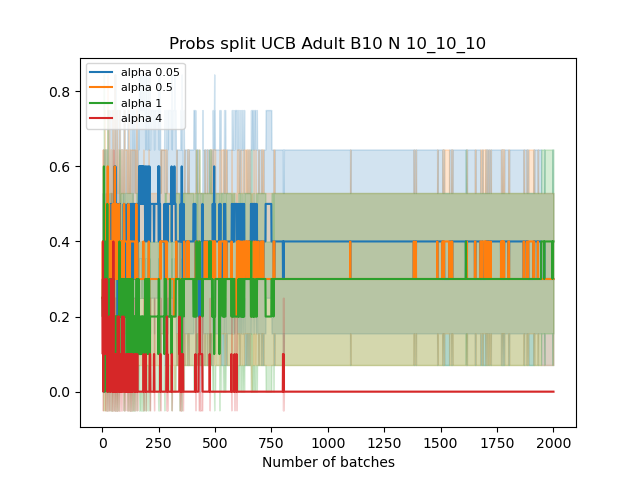 Probs split UCB Adult B10 N 10_10_10
alpha 0.05
alpha 0.5
alpha 1
alpha 4
0.8
0.6
0.4
0.2
0.0
0 250 500 750 1000 1250 1500 1750 2000
Number of batches